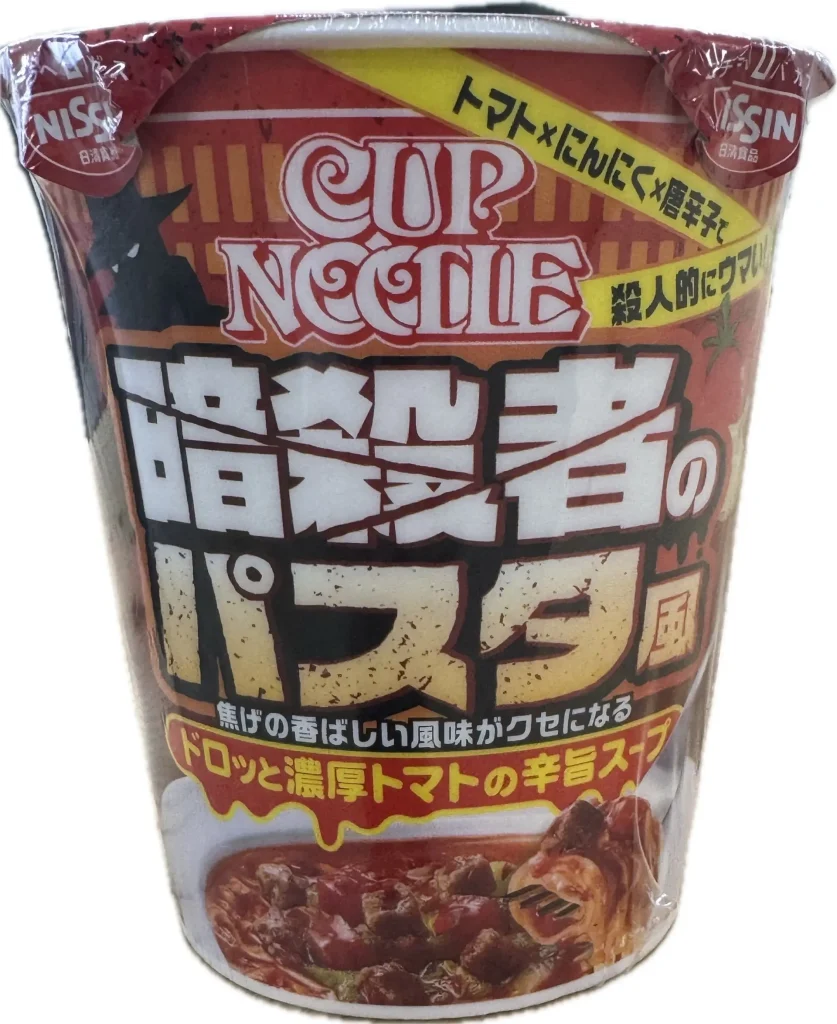 NISSIN
日清食品
ISSIN
日清食品
トマト×にんにく×唐辛子で
殺人的にウマい!
CUP
NOODLE
暗殺者の
パスタ風
焦げの香ばしい風味がクセになる
ドロッと濃厚トマトの辛旨スープ